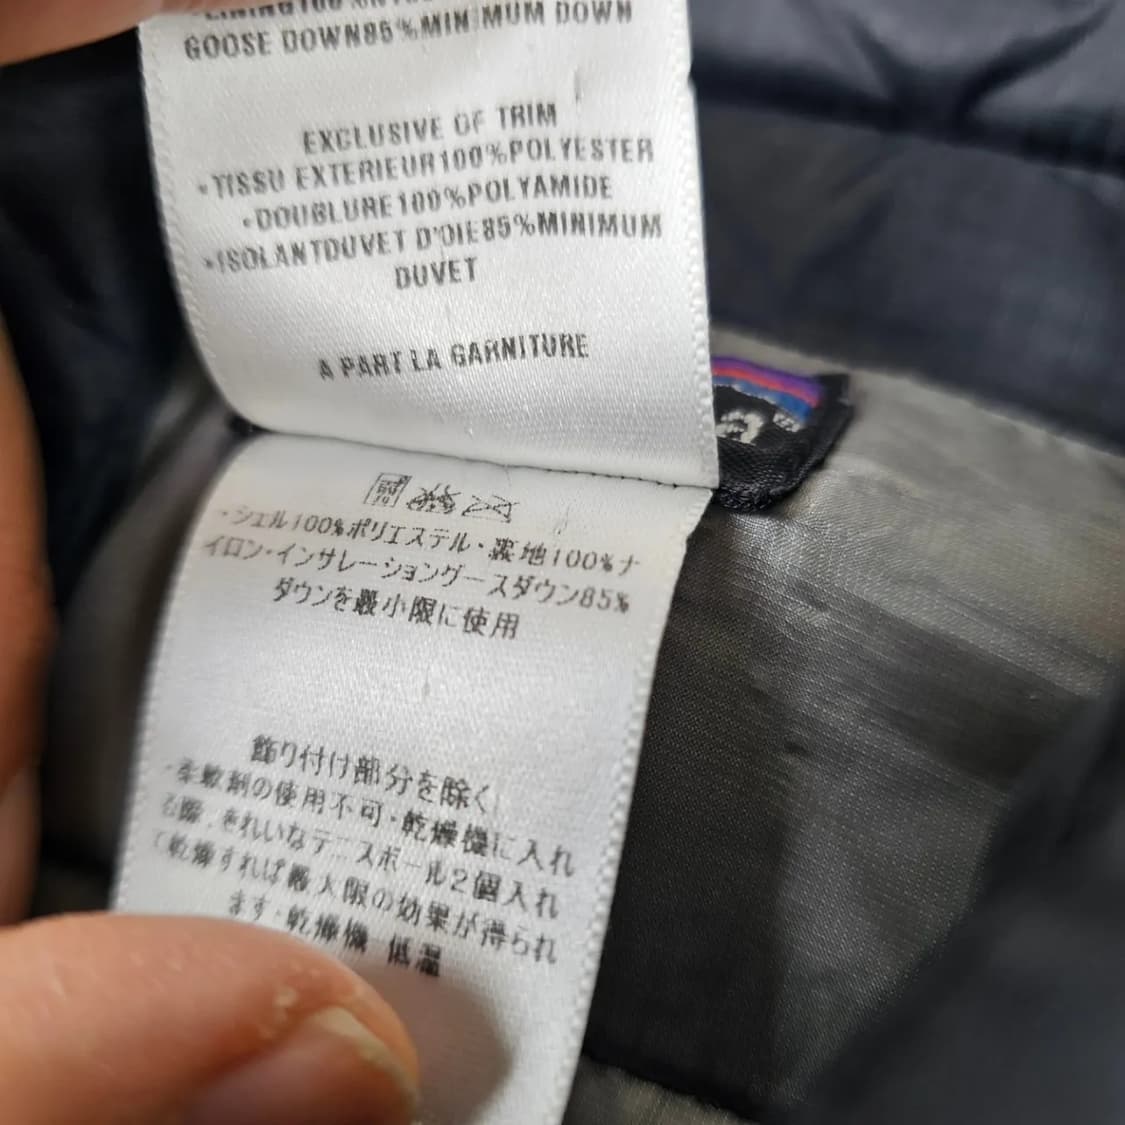 GOOSE DOWN85%MINIMUM DOWN
EXCLUSIVE OF TRIM
•TISSU EXTERIEUR100%POLYESTER
•DOUBLURE100%POLYAMIDE
•ISOLANTDUVET D'OIE85%MINIMUM
DUVET
A PART LA GARNITURE
・シェル100%ポリエステル・裏地100%ナ
イロン・インサレーショングースダウン85%
ダウンを最小限に使用
飾り付け部分を除く
・柔軟剤の使用不可・乾燥機に入れ
る際、きれいなテニスボール2個入れ
て乾燥すれば最大限の効果が得られ
ます・乾燥機 低温